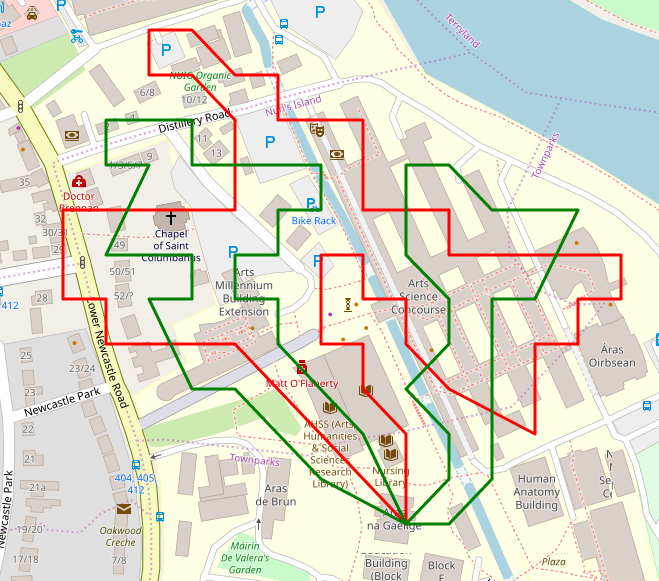 P
P
Terryland
paz
P
NUIG Organic
Garden
6/8
10/12
Nun's Island
Distillery Road
11
13
P
9
1/3/5/7
Townparks
35
Doctor
Brennan
32
30/31
49
Chapel
of Saint
Columbanus
P
Bike Rack
P
P
50/51
52/?
28
412
Arts
Millennium
Building
Extension
Arts
Science
Concourse
Lower Newcastle Road
25
23/24
23
22
21
21a
19/20
17/18
Newcastle Park
Newcastle Park
Matt O'Flaherty
AHSS (Arts,
Humanities
& Social
Sciences
Research
Library)
Nursing
Library
Áras
Oirbsean
404, 405
412
Townparks
Aras
de Brun
Oakwood
Creche
7/8
Máirín
De Valera's
Garden
na Gaeilge
Building
(Block
Block
E
Human
Anatomy
Building
Plaza